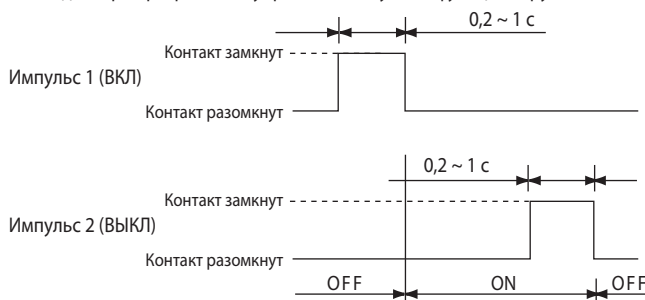 0,2 ~ 1 с
Контакт замкнут
Импульс 1 (ВКЛ)
Контакт разомкнут
0,2 ~ 1 с
Контакт замкнут
Импульс 2 (ВЫКЛ)
Контакт разомкнут
OFF ON OFF